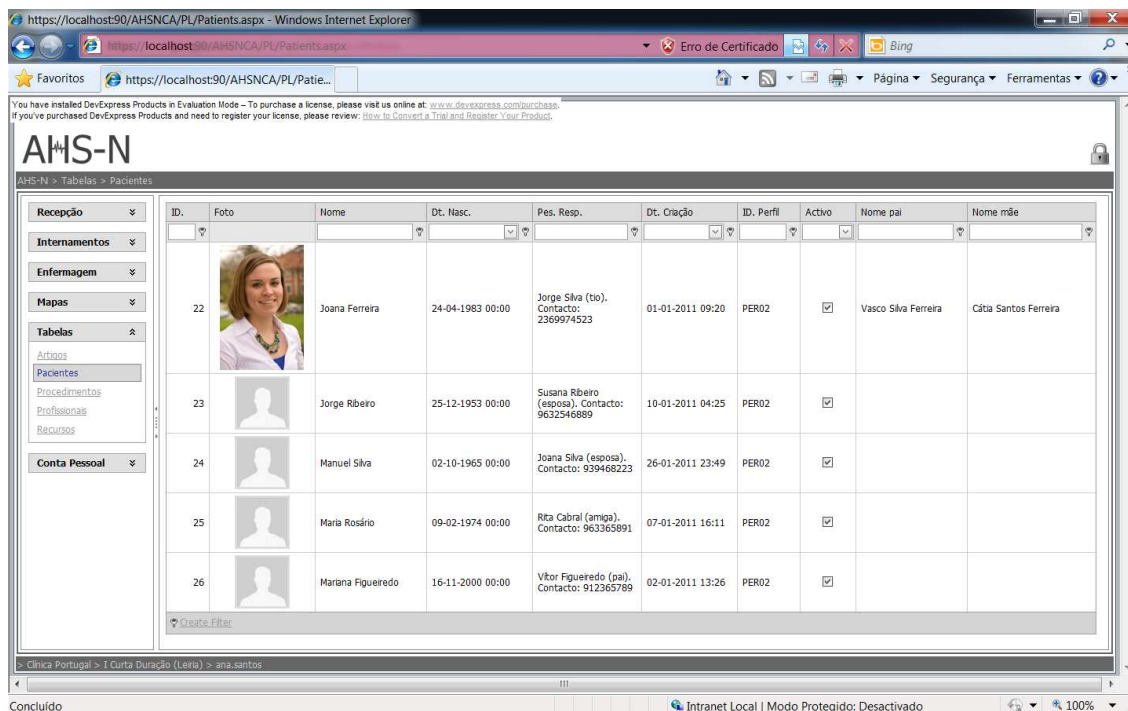 https://localhost:90/AHSNCA/PL/Patients.aspx - Windows Internet Explorer
https://localhost:90/AHSNCA/PL/Patients.aspx
Erro de Certificado
Bing
Favoritos
https://localhost:90/AHSNCA/PL/Patie...
Página
Segurança
Ferramentas
You have installed DevExpress Products in Evaluation Mode – To purchase a license, please visit us online at: www.devexpress.com/purchase.
If you've purchased DevExpress Products and need to register your license, please review: How to Convert a Trial and Register Your Product.
AHS-N
AHS-N > Tabelas > Pacientes
Recepção
Internamentos
Enfermagem
Mapas
Tabelas
Artigos
Pacientes
Procedimentos
Profissionais
Recursos
Conta Pessoal
ID. Foto Nome Dt. Nasc. Pes. Resp. Dt. Criação ID. Perfil Activo Nome pai Nome mãe
22 Joana Ferreira 24-04-1983 00:00 Jorge Silva (tio). Contacto: 2369974523 01-01-2011 09:20 PER02 Vasco Silva Ferreira Cátia Santos Ferreira
23 Jorge Ribeiro 25-12-1953 00:00 Susana Ribeiro (esposa). Contacto: 9632546889 10-01-2011 04:25 PER02
24 Manuel Silva 02-10-1965 00:00 Joana Silva (esposa). Contacto: 939468223 26-01-2011 23:49 PER02
25 Maria Rosário 09-02-1974 00:00 Rita Cabral (amiga). Contacto: 963365891 07-01-2011 16:11 PER02
26 Mariana Figueiredo 16-11-2000 00:00 Vítor Figueiredo (pai). Contacto: 912365789 02-01-2011 13:26 PER02
Create Filter
> Clínica Portugal > I Curta Duração (Leiria) > ana.santos
Concluído
Intranet Local | Modo Protegido: Desactivado
100%